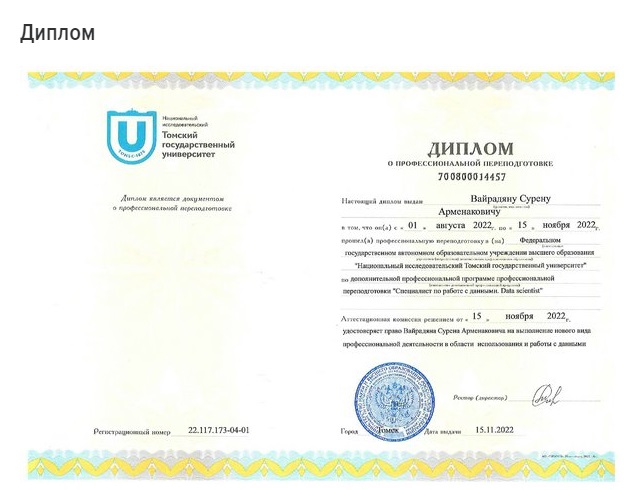 Диплом
Национальный
исследовательский
Томский
государственный
университет
Диплом является документом
о профессиональной переподготовке
Регистрационный номер 22.117.173-04-01
ДИПЛОМ
О ПРОФЕССИОНАЛЬНОЙ ПЕРЕПОДГОТОВКЕ
700800014457
Настоящий диплом выдан Вайрадяну Сурену
Арменаковичу
в том, что он(а) с « 01 » августа 2022г. по « 15 » ноября 2022г.
прошел(а) профессиональную переподготовку в (на) Федеральном
государственном автономном образовательном учреждении высшего образования
"Национальный исследовательский Томский государственный университет"
по дополнительной профессиональной программе профессиональной
переподготовки "Специалист по работе с данными. Data scientist"
Аттестационная комиссия решением от « 15 » ноября 2022г.
удостоверяет право Вайрадяна Сурена Арменаковича на выполнение нового вида
профессиональной деятельности в области использования и работы с данными
Ректор (директор)
Город Томск Дата выдачи 15.11.2022